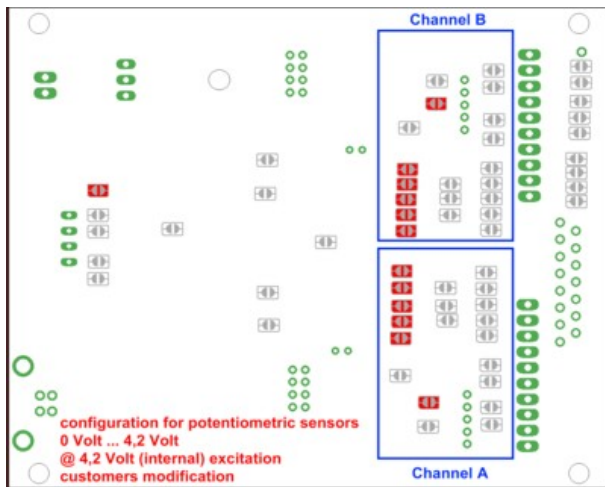 Channel B
configuration for potentiometric sensors
0 Volt ... 4,2 Volt
@ 4,2 Volt (internal) excitation
customers modification
Channel A